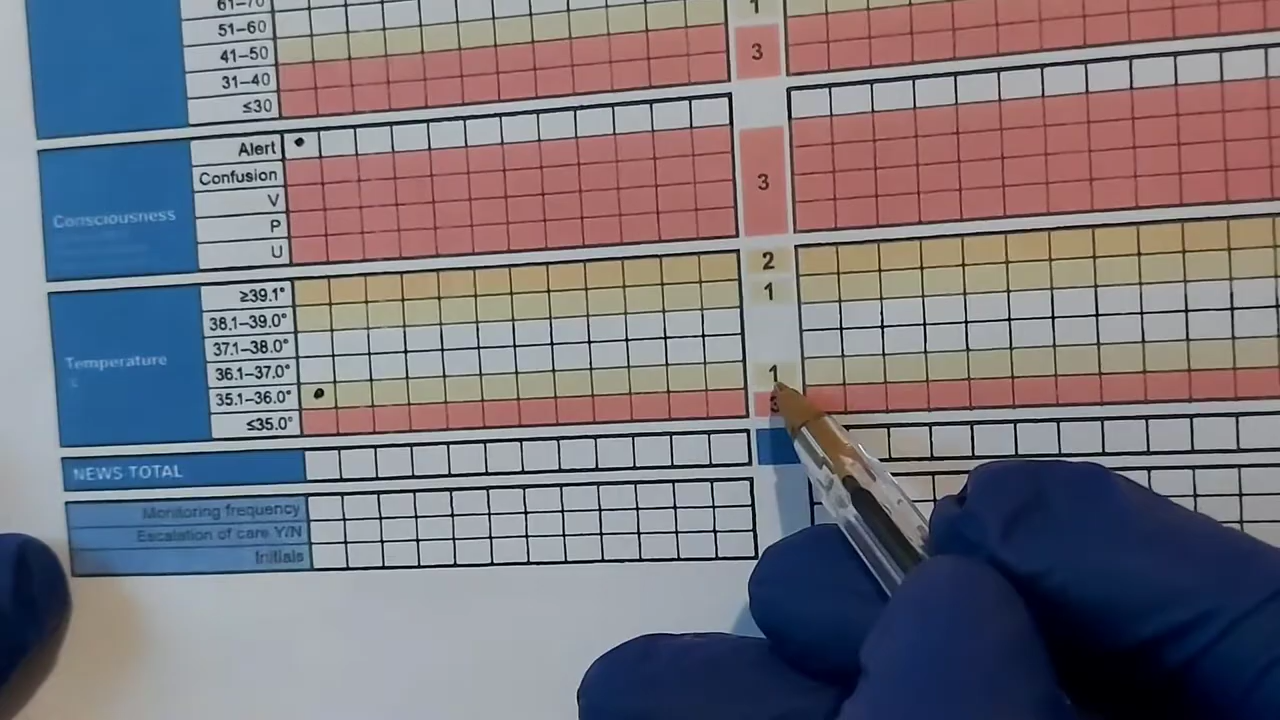 61–70
1
51–60
41–50
3
31–40
≤30
Consciousness
Alert
Confusion
V
P
U
3
Temperature
≥39.1°
2
38.1–39.0°
1
37.1–38.0°
36.1–37.0°
1
35.1–36.0°
3
≤35.0°
NEWS TOTAL
Monitoring frequency
Escalation of care Y/N
Initials